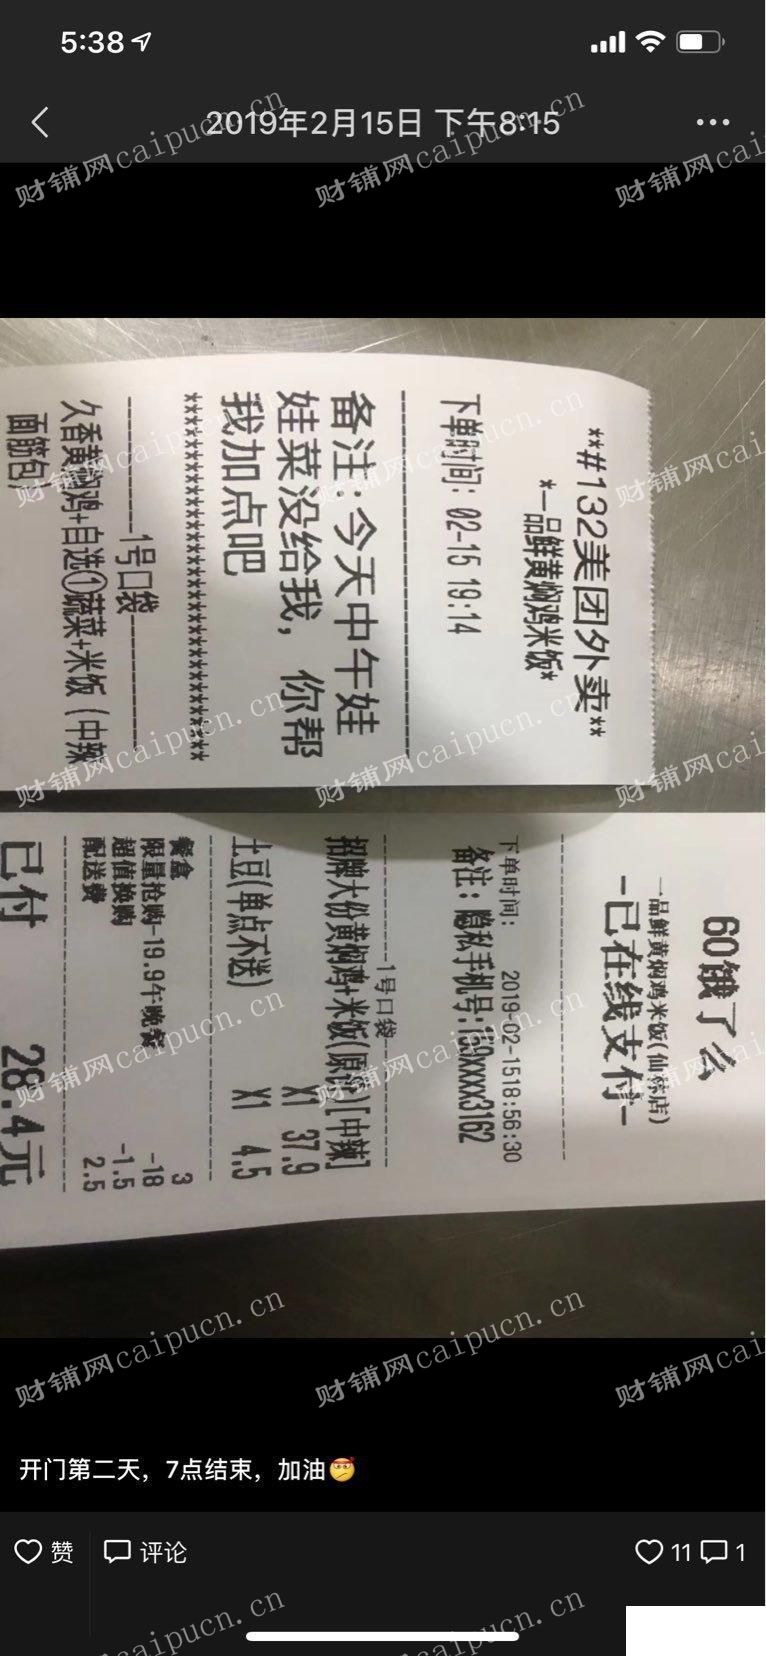 5:38
2019年2月15日 下午8:15
**#132美团外卖**
*一品鲜黄焖鸡米饭*
下单时间: 02-15 19:14
备注:今天中午娃
娃菜没给我,你帮
我加点吧
**********************
1号口袋
久香黄焖鸡+自选①蔬菜+米饭(中辣
面筋包)
60饿了么
一品鲜黄焖鸡米饭(仙林店)
-已在线支付-
下单时间: 2019-02-1518:56:30
备注:隐私手机号:159xxxx3162
1号口袋
招牌大份黄焖鸡+米饭(原味)[中辣]
X1 37.9
土豆(单点不送) X1 4.5
餐盒 3
限量抢购-19.9午晚餐 -18
超值换购 -1.5
配送费 2.5
已付 28.4元
开门第二天，7点结束，加油
赞 评论 11 1
财铺网caipucn.cn